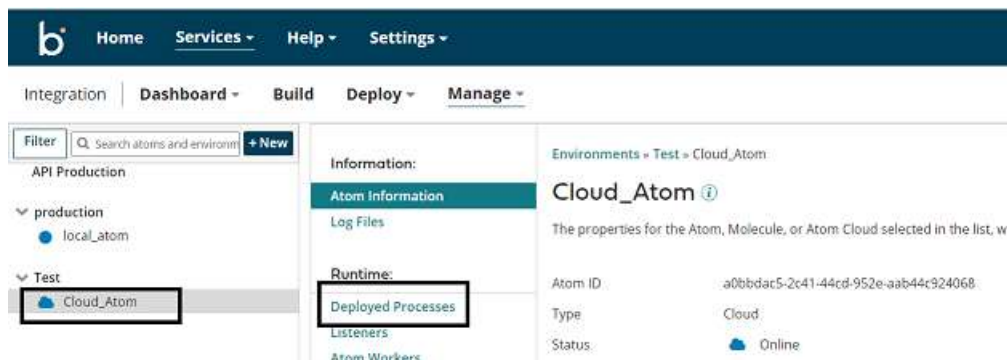 b Home Services Help Settings
Integration Dashboard Build Deploy Manage
Filter Search atoms and environm + New
API Production
production
local_atom
Test
Cloud_Atom
Information:
Atom Information
Log Files
Runtime:
Deployed Processes
Listeners
Atom Workers
Environments » Test » Cloud_Atom
Cloud_Atom
The properties for the Atom, Molecule, or Atom Cloud selected in the list, w
Atom ID a0bbdac5-2c41-44cd-952e-aab44c924068
Type Cloud
Status Online